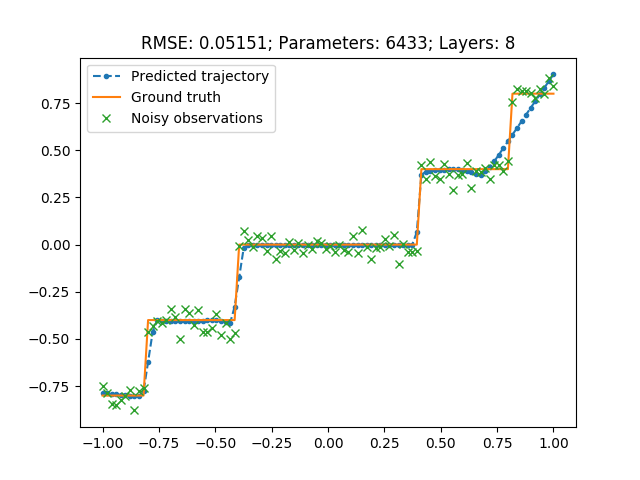 RMSE: 0.05151; Parameters: 6433; Layers: 8
Predicted trajectory
Ground truth
Noisy observations
0.75
0.50
0.25
0.00
−0.25
−0.50
−0.75
−1.00 −0.75 −0.50 −0.25 0.00 0.25 0.50 0.75 1.00